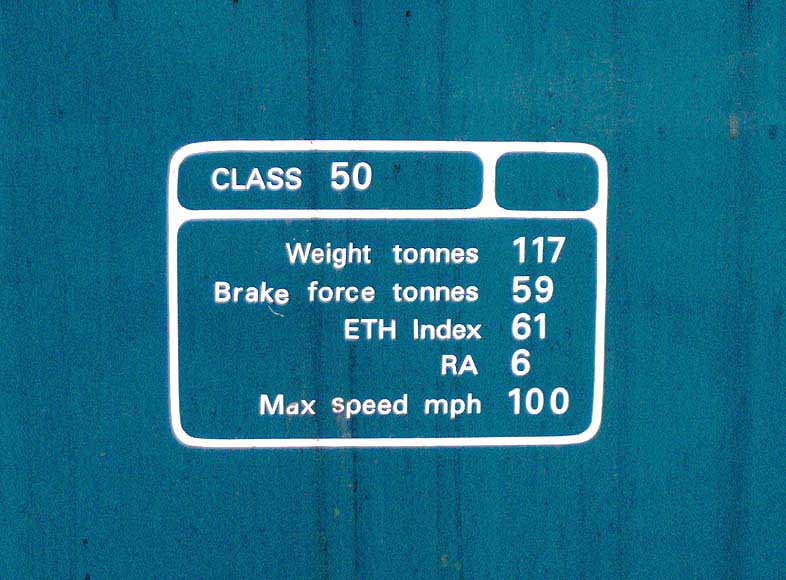 CLASS 50
Weight tonnes 117
Brake force tonnes 59
ETH Index 61
RA 6
Max speed mph 100